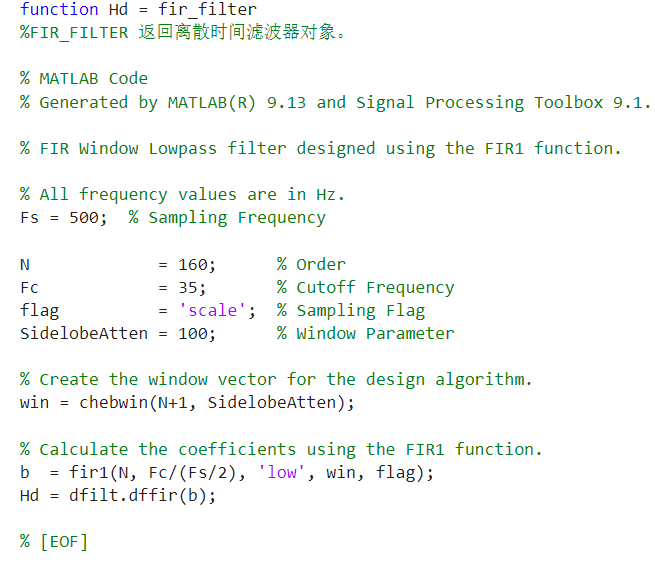 function Hd = fir_filter
%FIR_FILTER 返回离散时间滤波器对象。
% MATLAB Code
% Generated by MATLAB(R) 9.13 and Signal Processing Toolbox 9.1.
% FIR Window Lowpass filter designed using the FIR1 function.
% All frequency values are in Hz.
Fs = 500;  % Sampling Frequency
N             = 160;      % Order
Fc            = 35;       % Cutoff Frequency
flag          = 'scale';  % Sampling Flag
SidelobeAtten = 100;      % Window Parameter
% Create the window vector for the design algorithm.
win = chebwin(N+1, SidelobeAtten);
% Calculate the coefficients using the FIR1 function.
b  = fir1(N, Fc/(Fs/2), 'low', win, flag);
Hd = dfilt.dffir(b);
% [EOF]